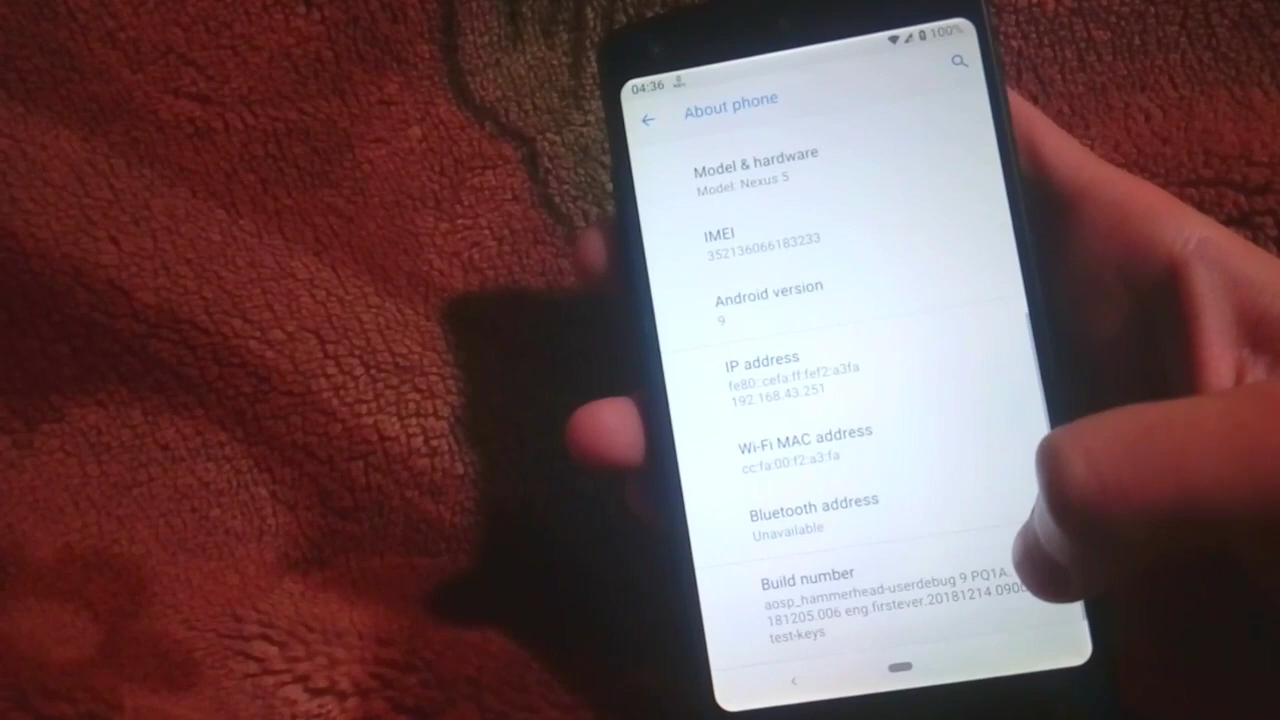 04:36
100%
About phone
Model & hardware
Model: Nexus 5
IMEI
352136066183233
Android version
9
IP address
fe80::cefa:ff:fef2:a3fa
192.168.43.251
Wi-Fi MAC address
cc:fa:00:f2:a3:fa
Bluetooth address
Unavailable
Build number
aosp_hammerhead-userdebug 9 PQ1A.
181205.006 eng.firstever.20181214.090
test-keys